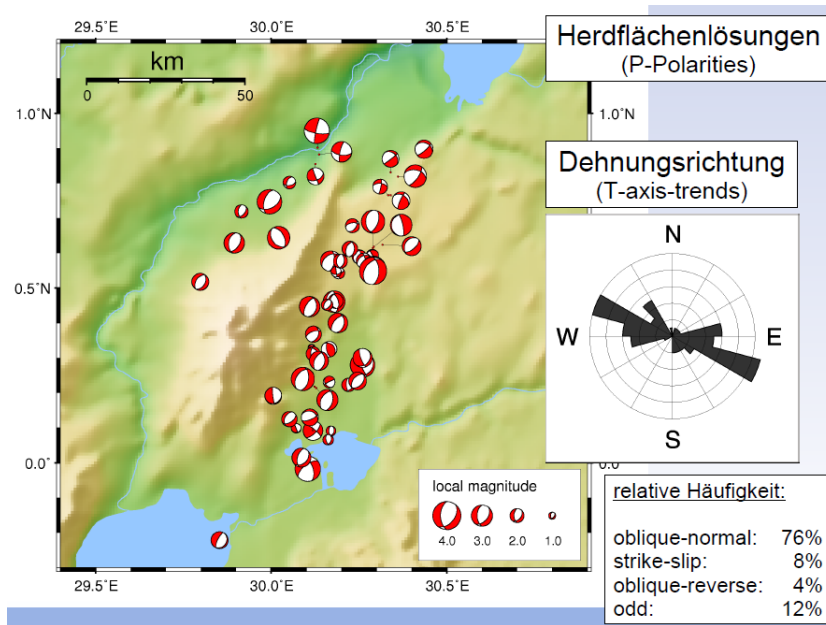 29.5°E
30.0°E
30.5°E
Herdflächenlösungen
(P-Polarities)
km
0
50
1.0°N
1.0°N
Dehnungsrichtung
(T-axis-trends)
N
W
E
S
0.5°N
0.0°
0.0°
local magnitude
4.0
3.0
2.0
1.0
29.5°E
30.0°E
30.5°E
relative Häufigkeit:
oblique-normal: 76%
strike-slip: 8%
oblique-reverse: 4%
odd: 12%